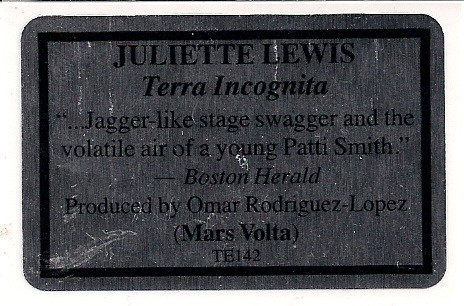 JULIETTE LEWIS
Terra Incognita
“...Jagger-like stage swagger and the
volatile air of a young Patti Smith.”
— Boston Herald
Produced by Omar Rodriguez-Lopez
(Mars Volta)
TE142